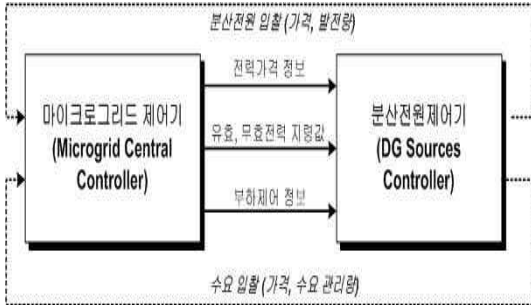 분산전원 입찰 (가격, 발전량)
전력가격 정보
마이크로그리드 제어기
(Microgrid Central
Controller)
유효, 무효전력 지령값
부하제어 정보
분산전원제어기
(DG Sources
Controller)
수요 입찰 (가격, 수요 관리량)